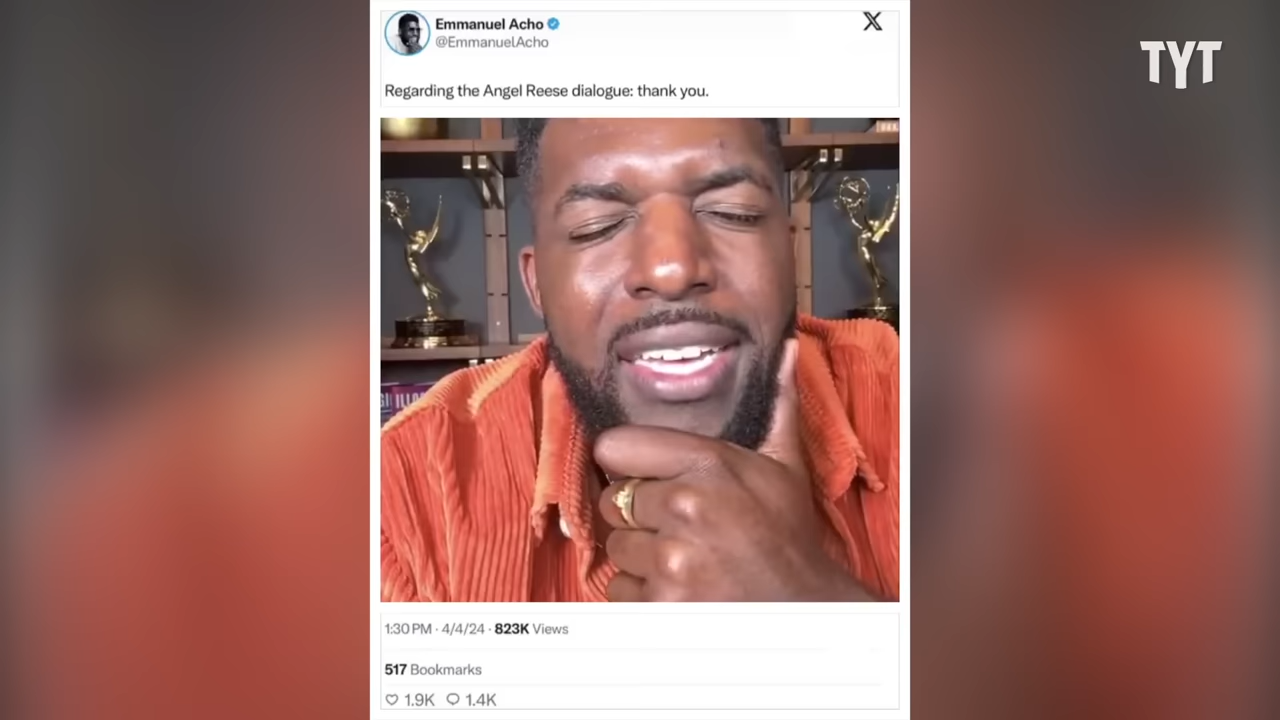 Emmanuel Acho
@EmmanuelAcho
X
TYT
Regarding the Angel Reese dialogue: thank you.
1:30 PM · 4/4/24 · 823K Views
517 Bookmarks
1.9K 1.4K